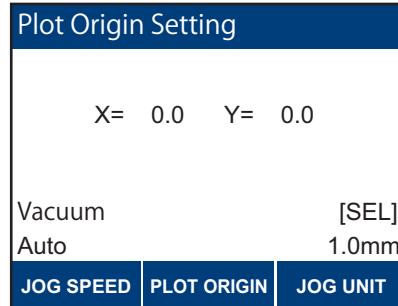 Plot Origin Setting
X= 0.0 Y= 0.0
Vacuum [SEL]
Auto 1.0mm
JOG SPEED PLOT ORIGIN JOG UNIT